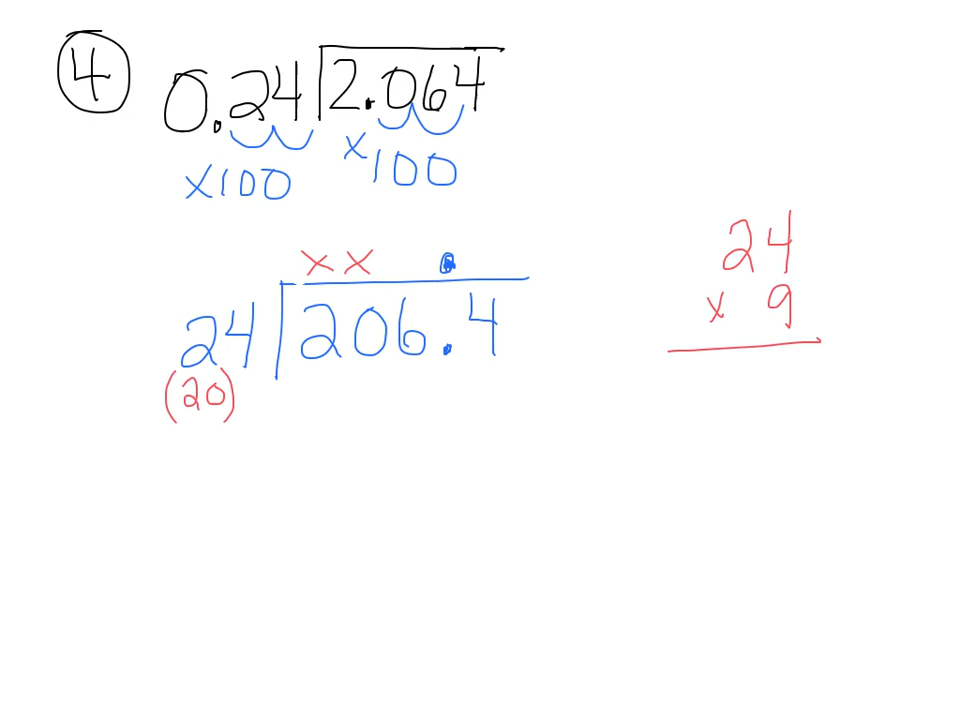 4 0.24 2.064
x100 x100
x x .
24 206.4
(20)
24
x 9